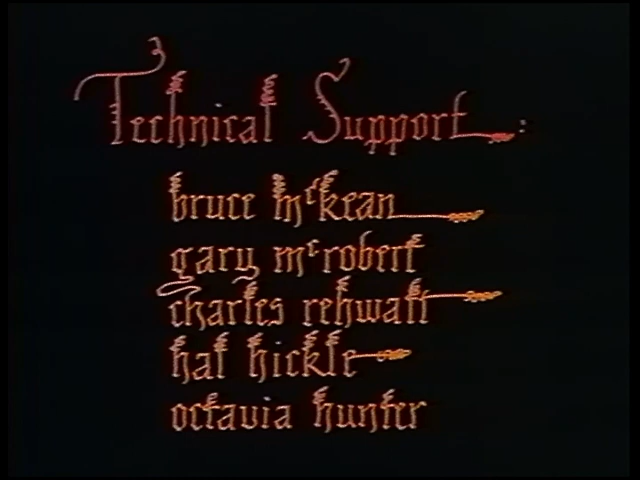 Technical Support :
bruce mckean
gary mcrobert
charles rehwalt
hal hickle
octavia hunter